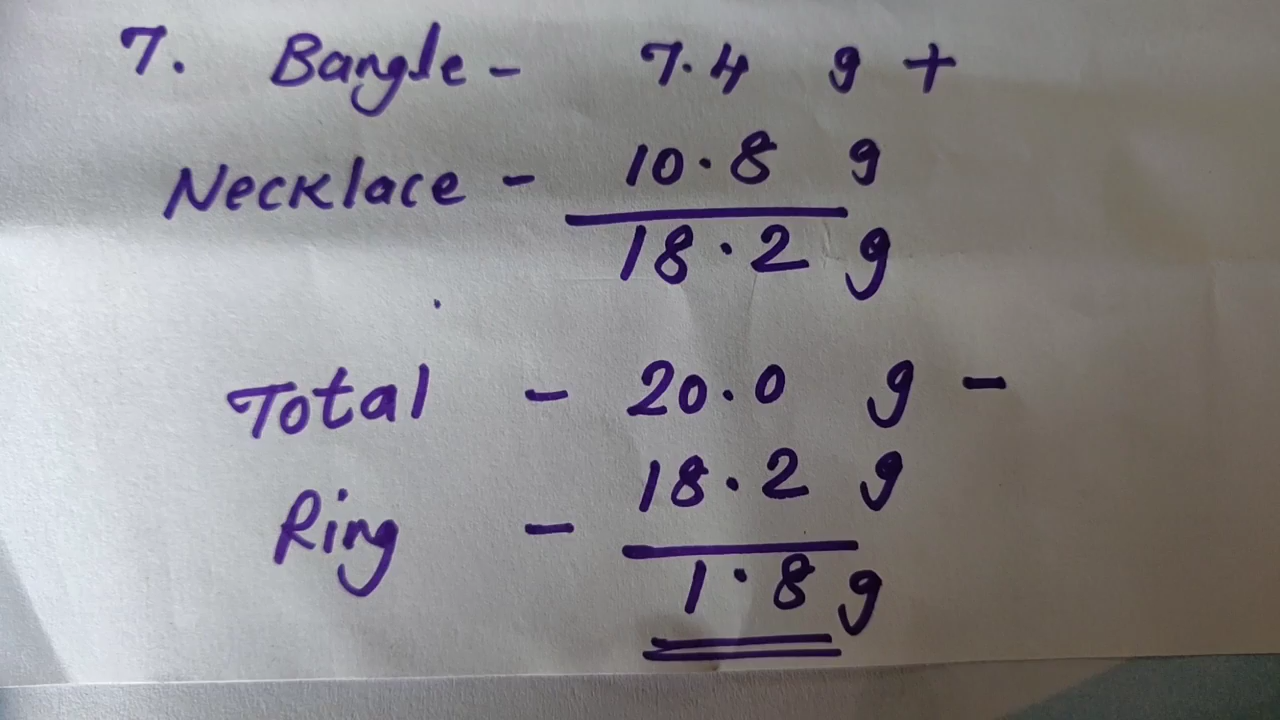 7. Bangle - 7.4 g +
Necklace - 10.8 g
18.2 g
Total - 20.0 g -
18.2 g
Ring - 
1.8 g